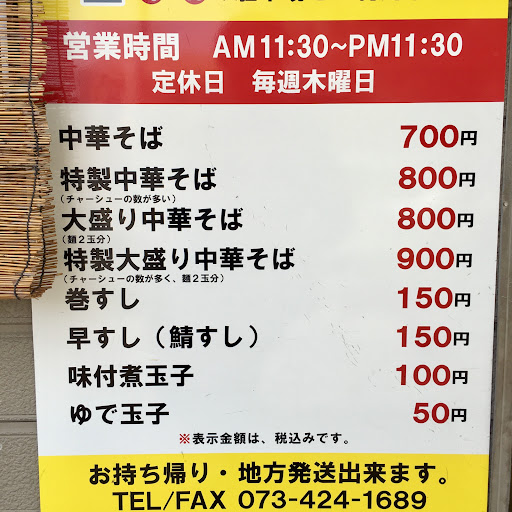 営業時間 AM11:30~PM11:30
定休日 毎週木曜日
中華そば 700円
特製中華そば 800円
(チャーシューの数が多い)
大盛り中華そば 800円
(麺2玉分)
特製大盛り中華そば 900円
(チャーシューの数が多く、麺2玉分)
巻すし 150円
早すし(鯖すし) 150円
味付煮玉子 100円
ゆで玉子 50円
※表示金額は、税込みです。
お持ち帰り・地方発送出来ます。
TEL/FAX 073-424-1689